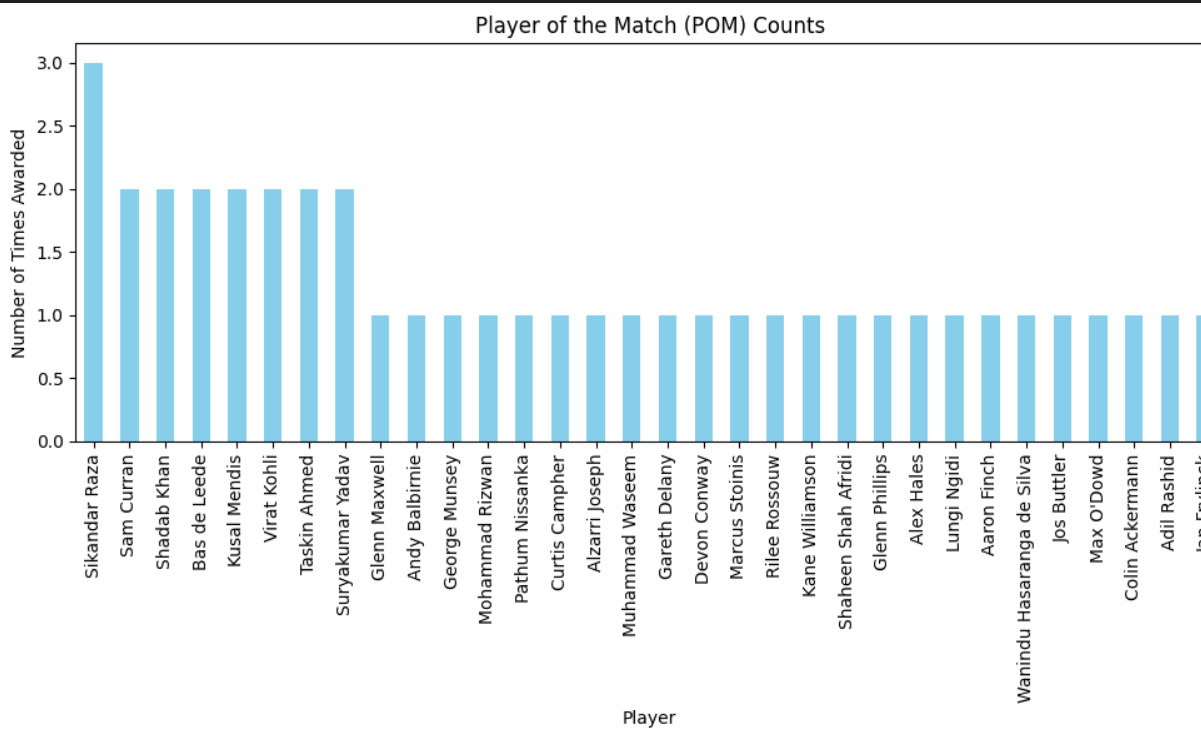 Player of the Match (POM) Counts
Number of Times Awarded
3.0
2.5
2.0
1.5
1.0
0.5
0.0
Sikandar Raza
Sam Curran
Shadab Khan
Bas de Leede
Kusal Mendis
Virat Kohli
Taskin Ahmed
Suryakumar Yadav
Glenn Maxwell
Andy Balbirnie
George Munsey
Mohammad Rizwan
Pathum Nissanka
Curtis Campher
Alzarri Joseph
Muhammad Waseem
Gareth Delany
Devon Conway
Marcus Stoinis
Rilee Rossouw
Kane Williamson
Shaheen Shah Afridi
Glenn Phillips
Alex Hales
Lungi Ngidi
Aaron Finch
Wanindu Hasaranga de Silva
Jos Buttler
Max O'Dowd
Colin Ackermann
Adil Rashid
Player